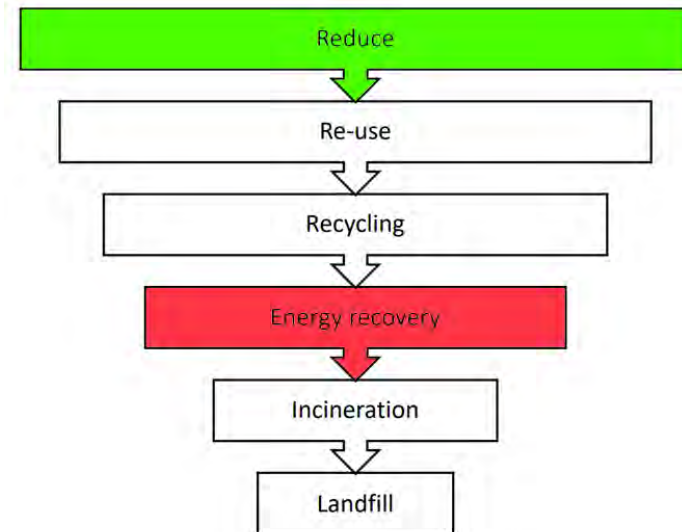 Reduce
Re-use
Recycling
Energy recovery
Incineration
Landfill